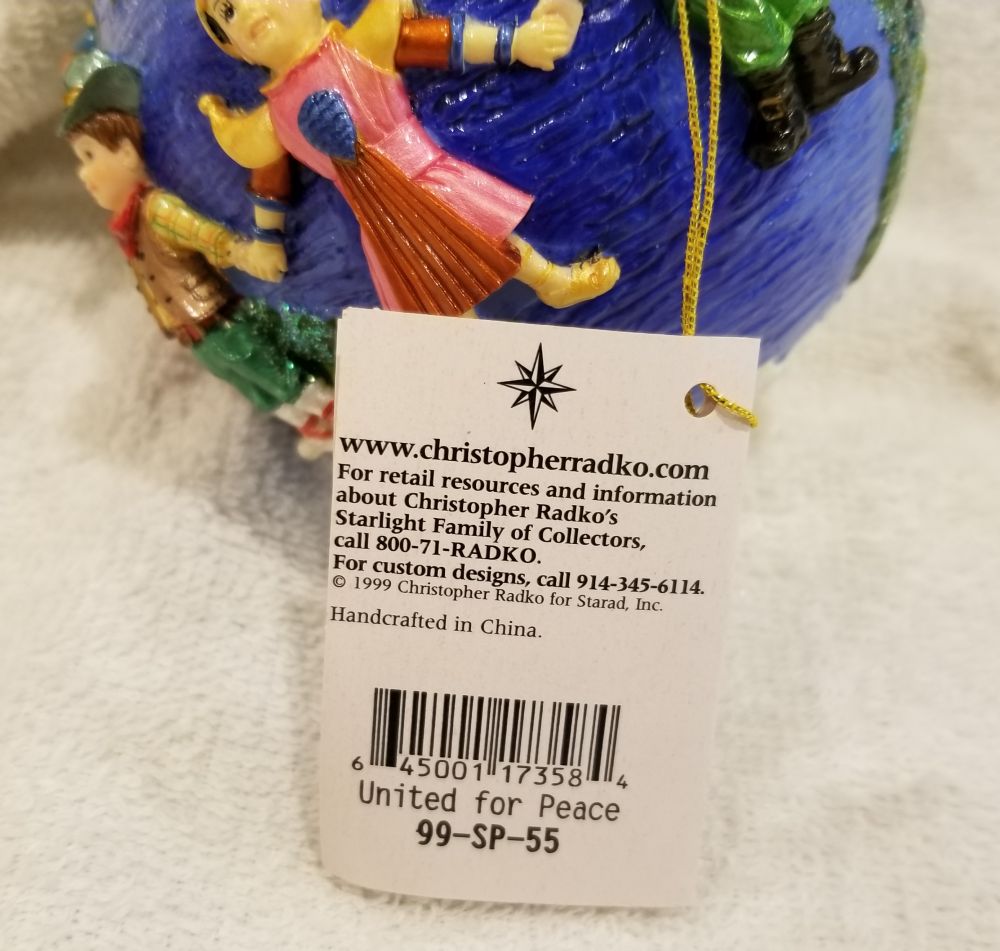 www.christopherradko.com
For retail resources and information
about Christopher Radko's
Starlight Family of Collectors,
call 800-71-RADKO.
For custom designs, call 914-345-6114.
© 1999 Christopher Radko for Starad, Inc.
Handcrafted in China.
6 45001 17358 4
United for Peace
99-SP-55